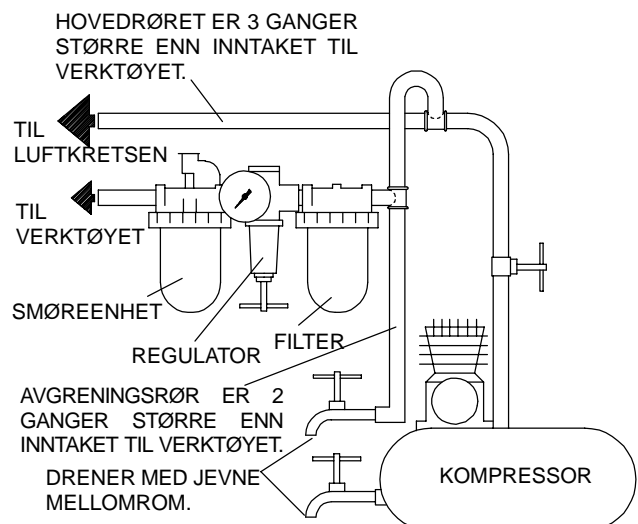 HOVEDRØRET ER 3 GANGER
STØRRE ENN INNTAKET TIL
VERKTØYET.
TIL
LUFTKRETSEN
TIL
VERKTØYET
SMØREENHET
REGULATOR
FILTER
AVGRENINGSRØR ER 2
GANGER STØRRE ENN
INNTAKET TIL VERKTØYET.
DRENER MED JEVNE
MELLOMROM.
KOMPRESSOR